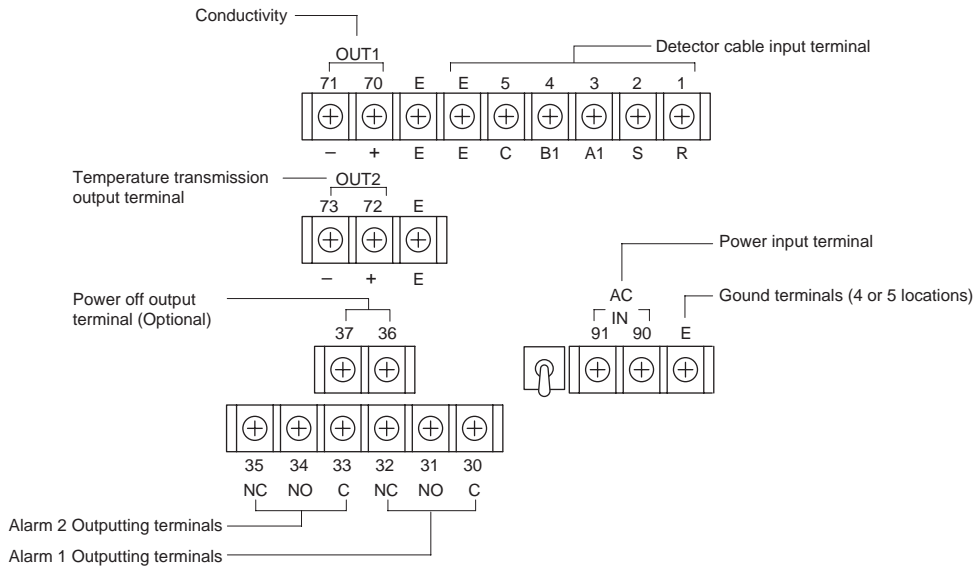 Conductivity
OUT1
Detector cable input terminal
71 70 E E 5 4 3 2 1
– + E E C B1 A1 S R
Temperature transmission
output terminal
OUT2
73 72 E
– + E
Power input terminal
Power off output
terminal (Optional)
AC
IN
Gound terminals (4 or 5 locations)
37 36
91 90 E
35 34 33 32 31 30
NC NO C NC NO C
Alarm 2 Outputting terminals
Alarm 1 Outputting terminals